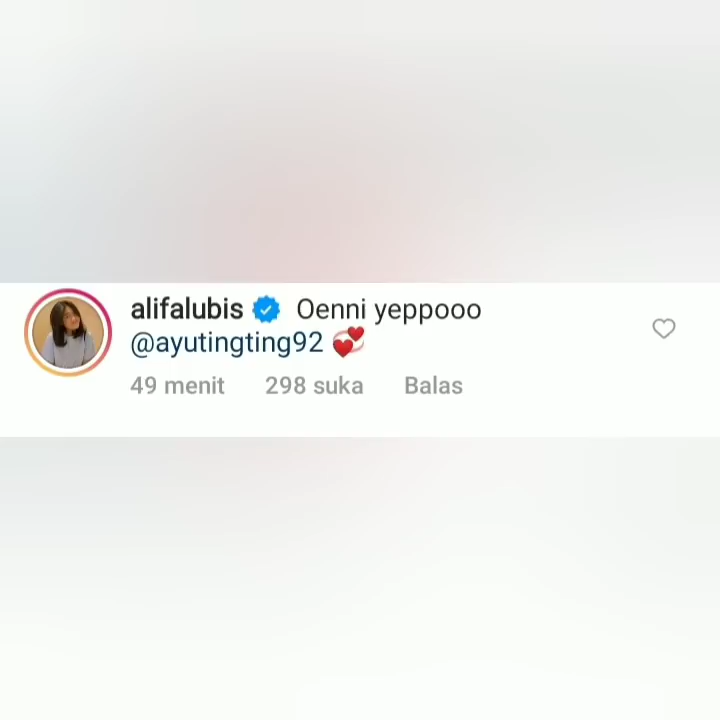 alifalubis Oenni yeppooo
@ayutingting92 💞
49 menit 298 suka Balas